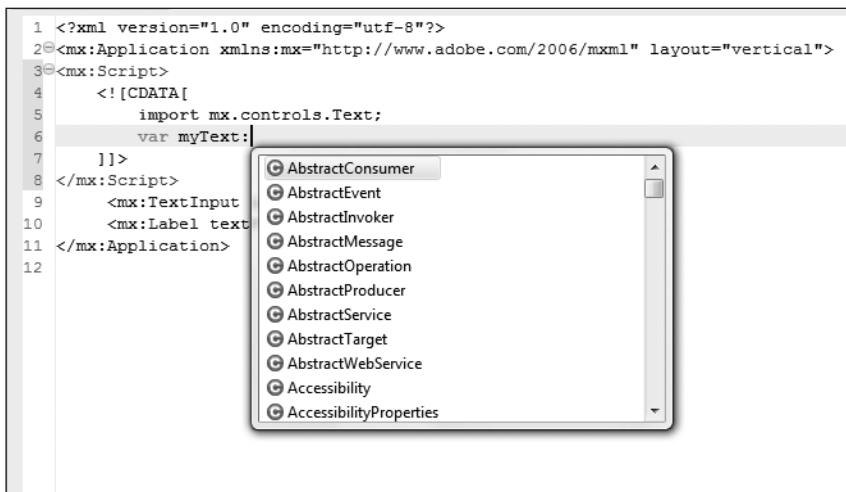 1 <?xml version="1.0" encoding="utf-8"?>
2 <mx:Application xmlns:mx="http://www.adobe.com/2006/mxml" layout="vertical">
3 <mx:Script>
4 <![CDATA[
5 import mx.controls.Text;
6 var myText:
7 ]]>
8 </mx:Script>
9 <mx:TextInput
10 <mx:Label text
11 </mx:Application>
12
AbstractConsumer
AbstractEvent
AbstractInvoker
AbstractMessage
AbstractOperation
AbstractProducer
AbstractService
AbstractTarget
AbstractWebService
Accessibility
AccessibilityProperties